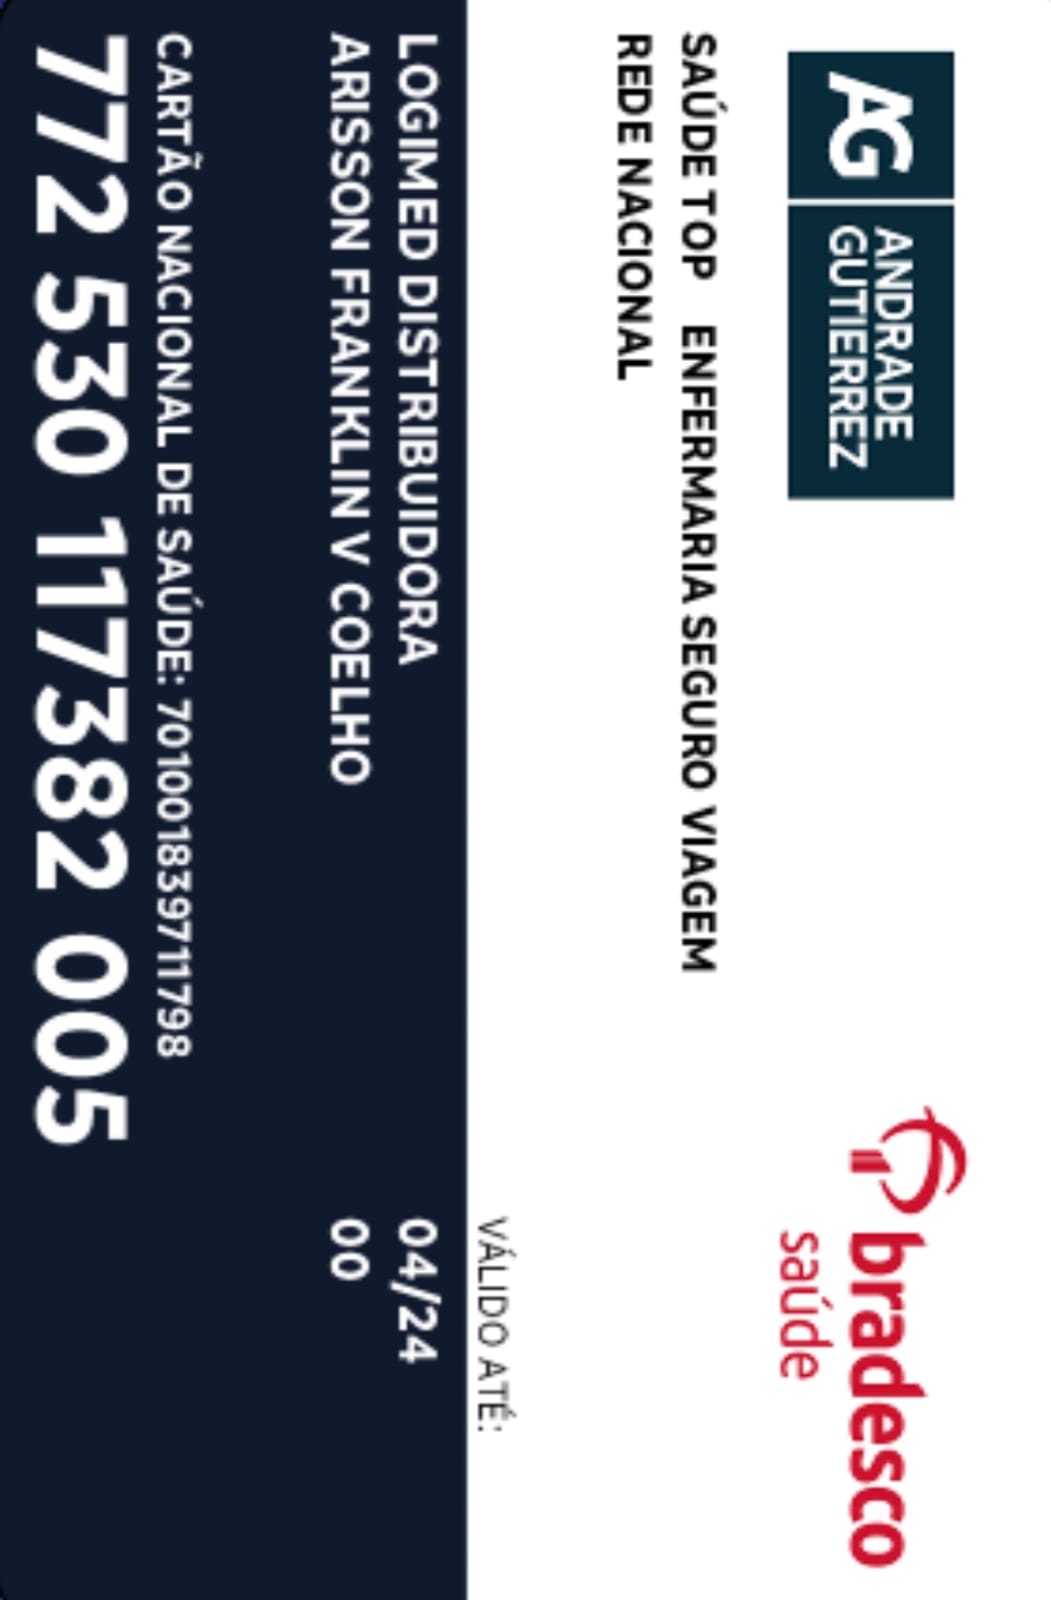 AG ANDRADE
GUTIERREZ
bradesco
saúde
SAÚDE TOP ENFERMARIA SEGURO VIAGEM
REDE NACIONAL
VÁLIDO ATÉ:
LOGIMED DISTRIBUIDORA 04/24
ARISSON FRANKLIN V COELHO 00
CARTÃO NACIONAL DE SAÚDE: 701001839711798
772 530 117382 005